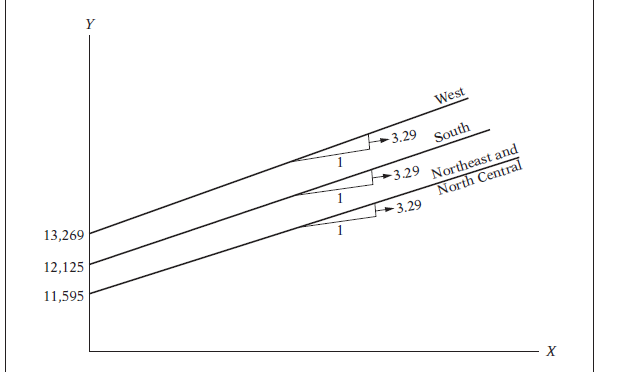 Y
West
3.29
South
1
3.29
Northeast and
North Central
1
3.29
1
13,269
12,125
11,595
X